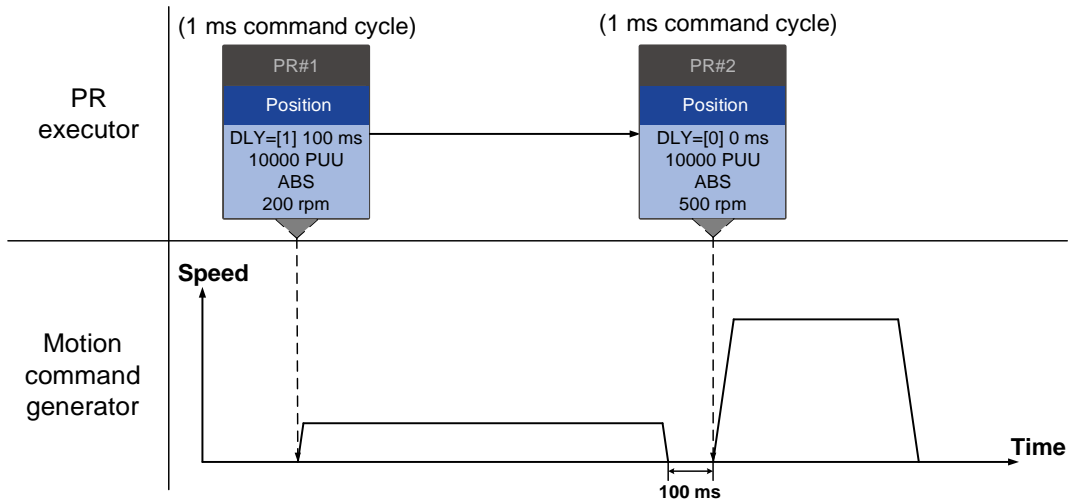 (1 ms command cycle)
(1 ms command cycle)
PR
executor
PR#1
Position
DLY=[1] 100 ms
10000 PUU
ABS
200 rpm
PR#2
Position
DLY=[0] 0 ms
10000 PUU
ABS
500 rpm
Motion
command
generator
Speed
Time
100 ms